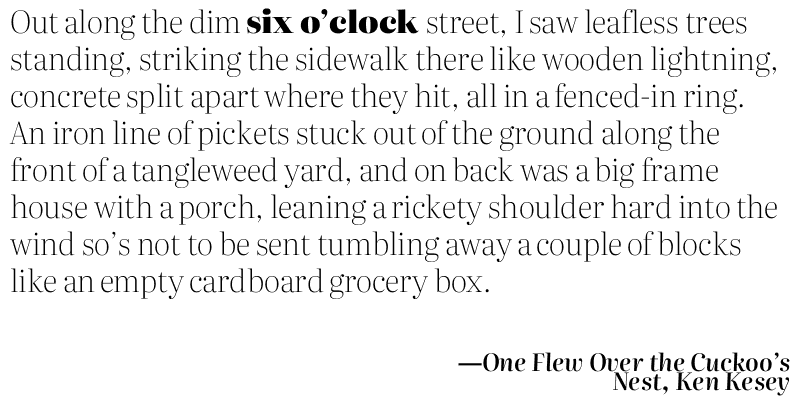 Out along the dim six o’clock street, I saw leafless trees
standing, striking the sidewalk there like wooden lightning,
concrete split apart where they hit, all in a fenced-in ring.
An iron line of pickets stuck out of the ground along the
front of a tangleweed yard, and on back was a big frame
house with a porch, leaning a rickety shoulder hard into the
wind so’s not to be sent tumbling away a couple of blocks
like an empty cardboard grocery box.
—One Flew Over the Cuckoo’s
Nest, Ken Kesey